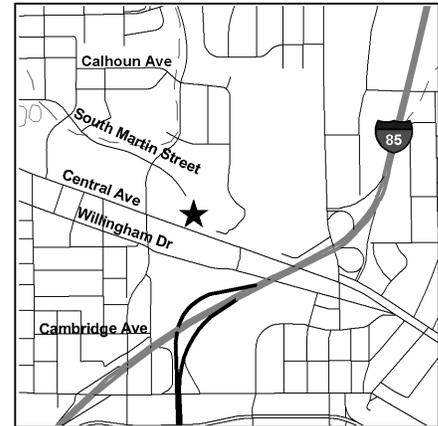 Calhoun Ave
South Martin Street
85
Central Ave
Willingham Dr
Cambridge Ave